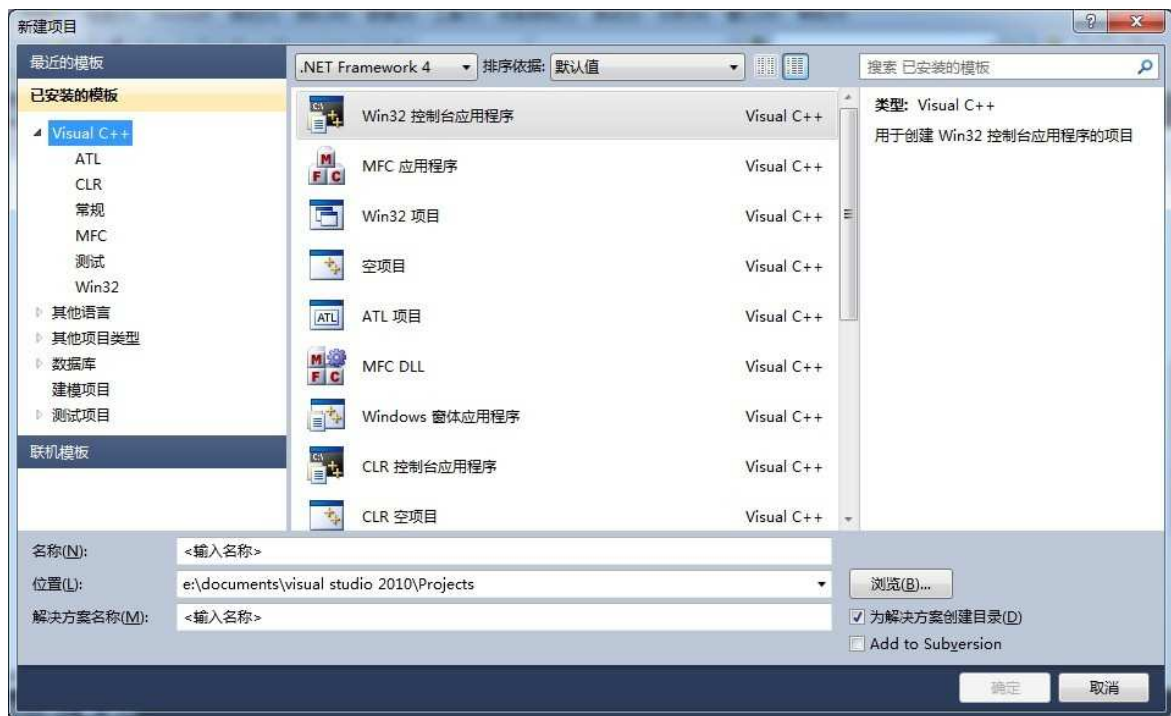 新建项目
最近的模板
已安装的模板
Visual C++
ATL
CLR
常规
MFC
测试
Win32
其他语言
其他项目类型
数据库
建模项目
测试项目
联机模板
.NET Framework 4 排序依据: 默认值
Win32 控制台应用程序 Visual C++
MFC 应用程序 Visual C++
Win32 项目 Visual C++
空项目 Visual C++
ATL 项目 Visual C++
MFC DLL Visual C++
Windows 窗体应用程序 Visual C++
CLR 控制台应用程序 Visual C++
CLR 空项目 Visual C++
搜索 已安装的模板
类型: Visual C++
用于创建 Win32 控制台应用程序的项目
名称(N): <输入名称>
位置(L): e:\documents\visual studio 2010\Projects 浏览(B)...
解决方案名称(M): <输入名称> 为解决方案创建目录(D)
Add to Subversion
确定 取消